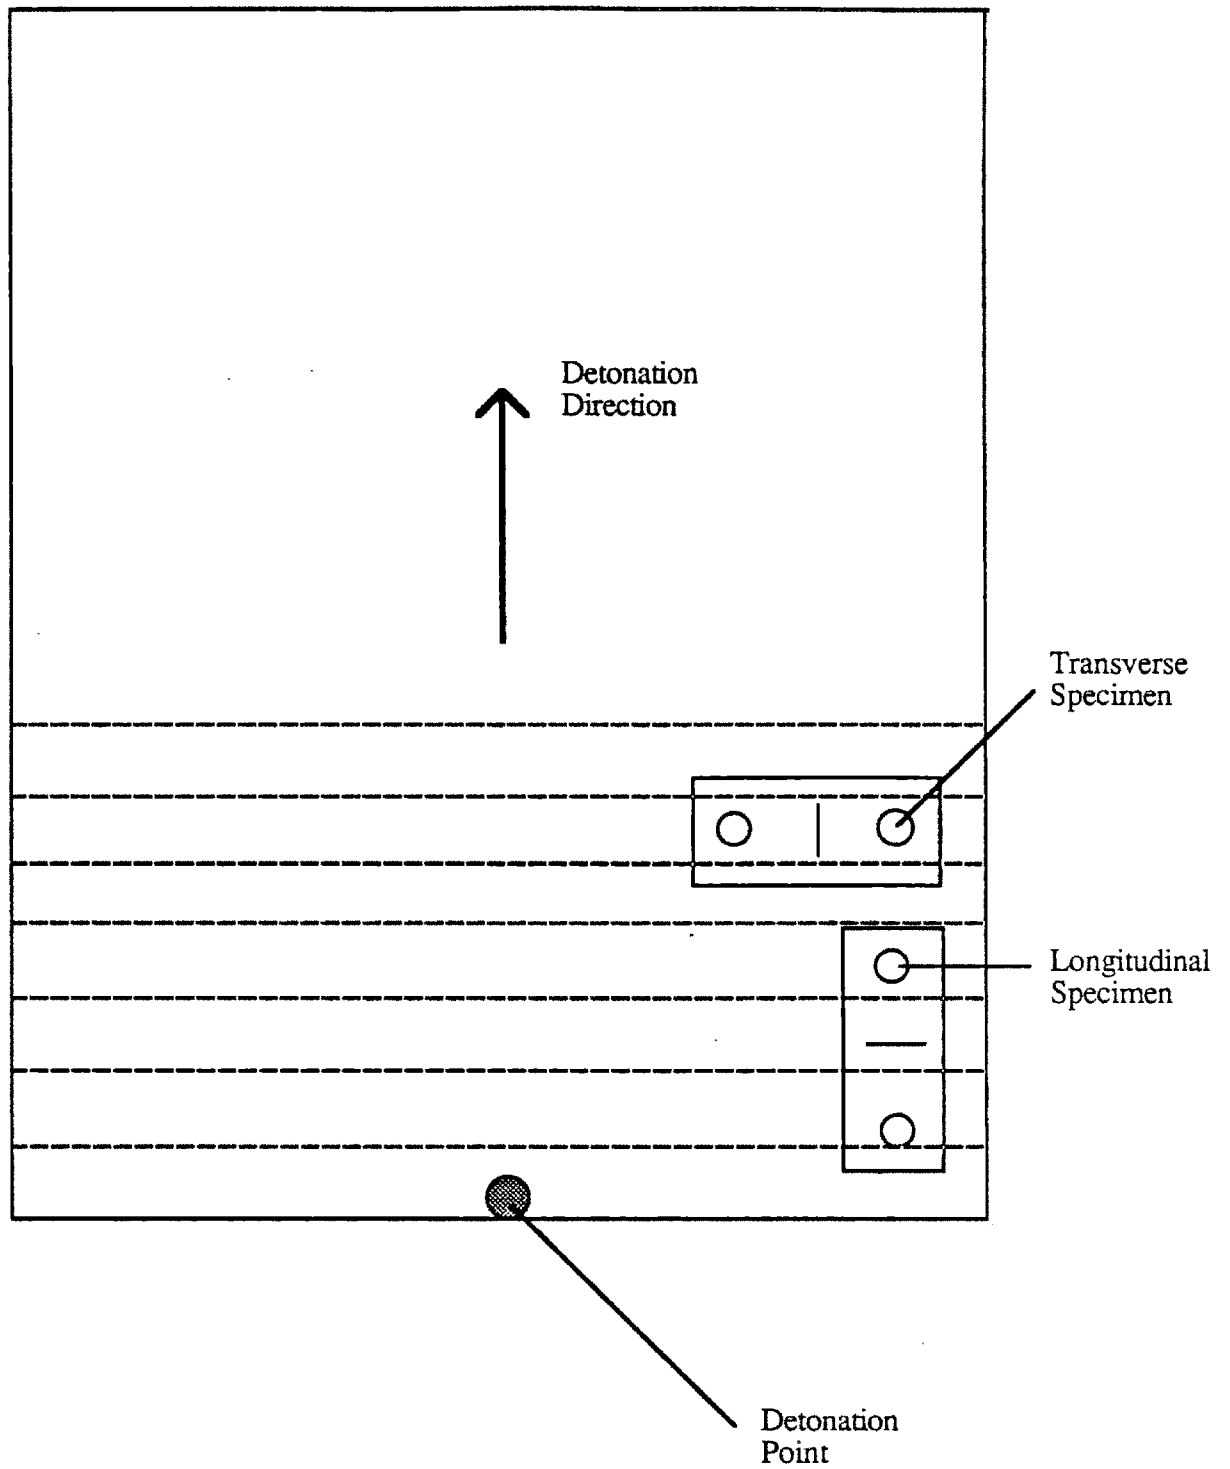 Detonation
Direction
Transverse
Specimen
Longitudinal
Specimen
Detonation
Point